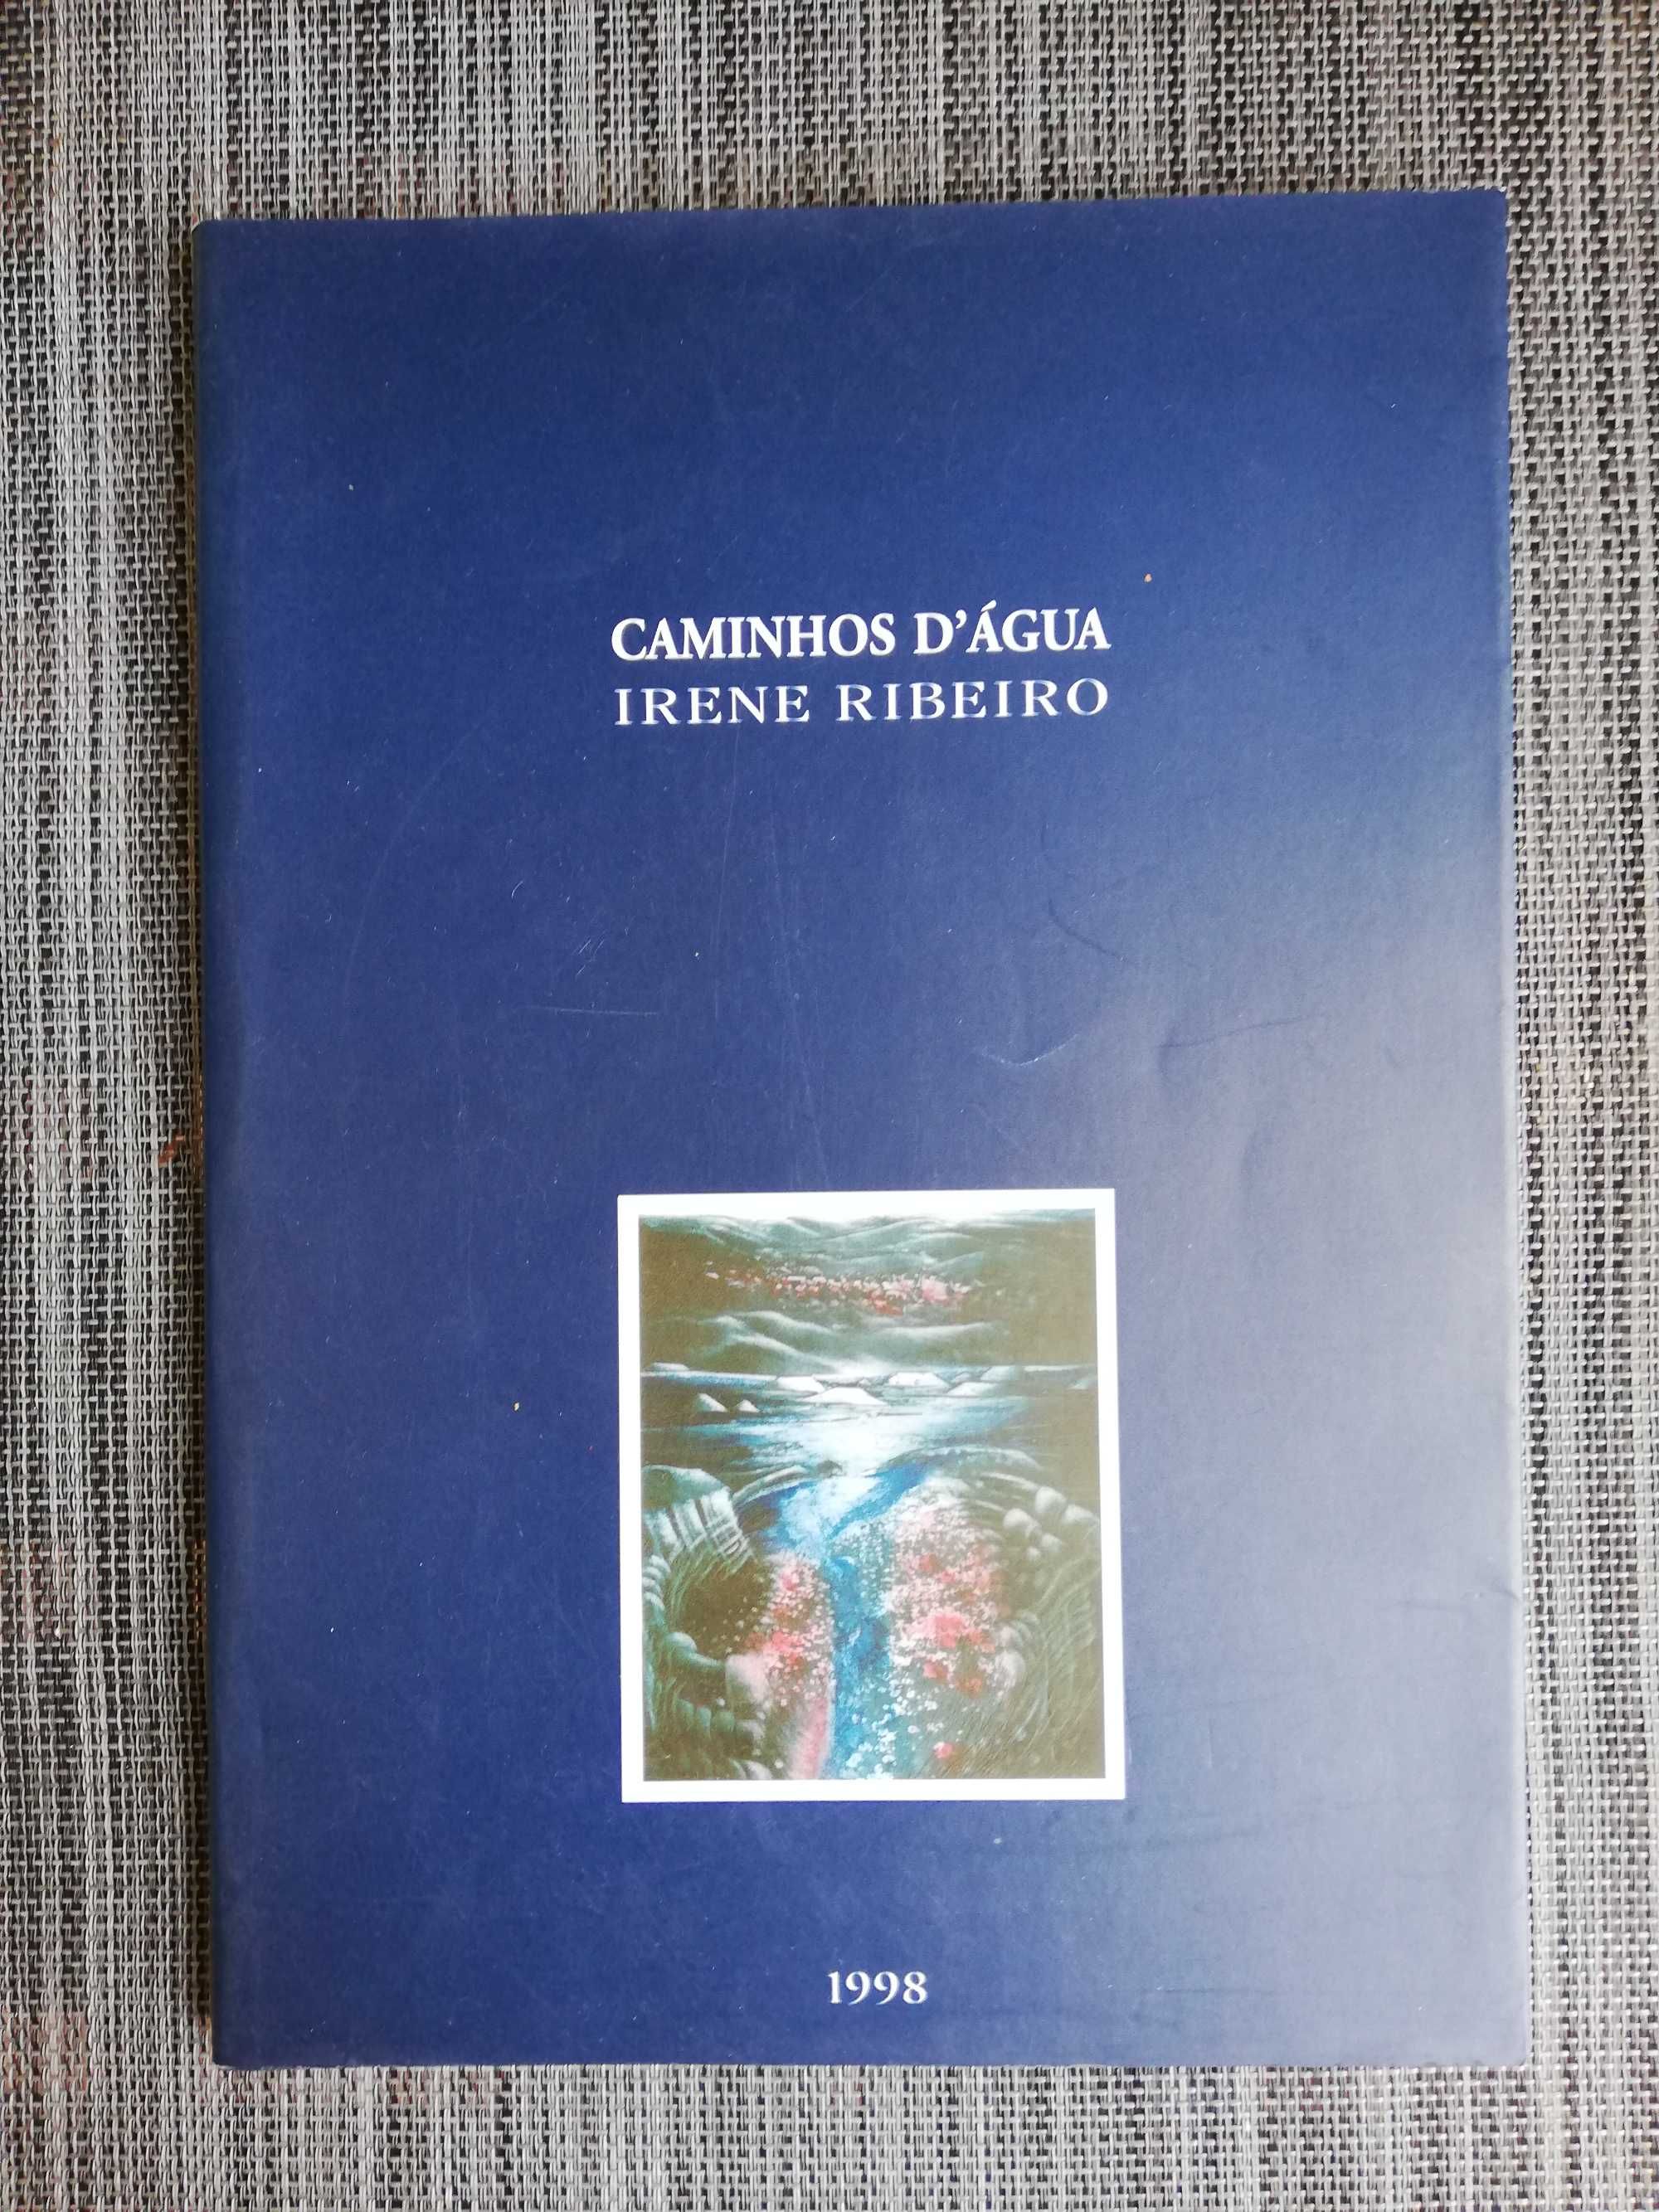 CAMINHOS D'ÁGUA
IRENE RIBEIRO
1998